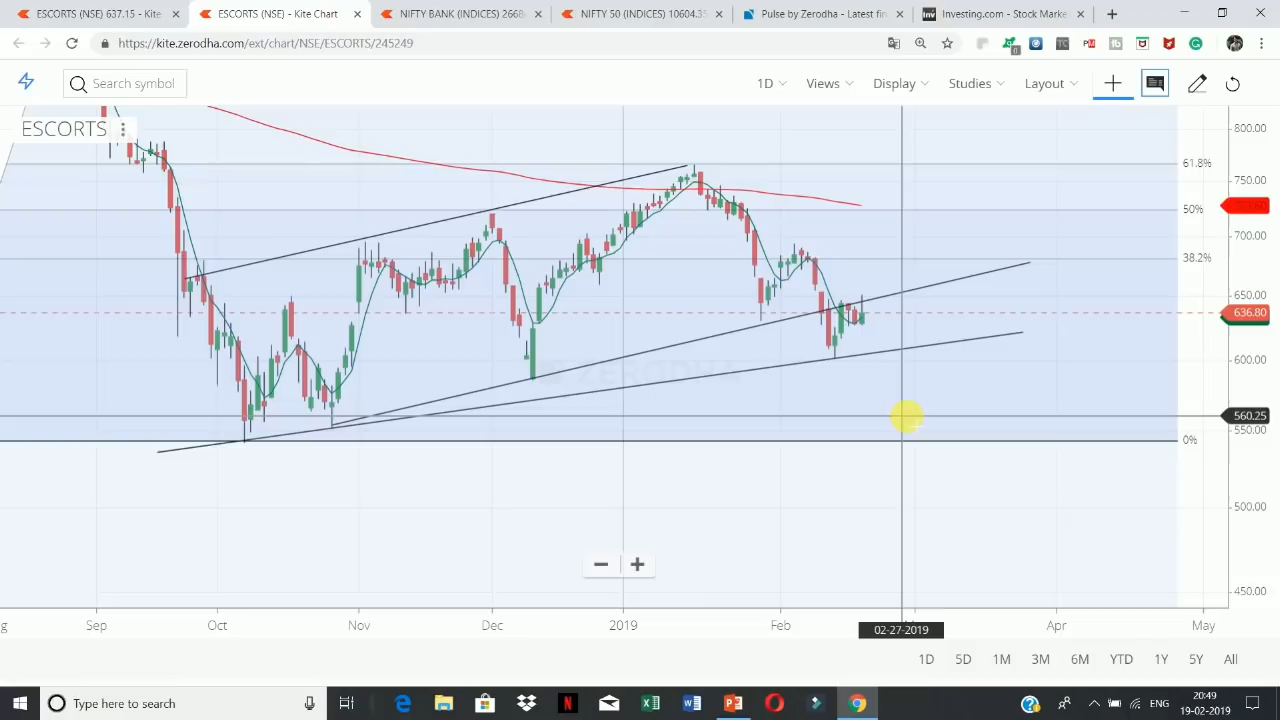 ESCORTS (NSE) 637.15 - Kite
ESCORTS (NSE) - Kite Chart
NIFTY BANK (INDICES) 2668
NIFTY 50 (INDICES) 10604.35
Pulse by Zerodha - Latest fin
Investing.com - Stock Marke
https://kite.zerodha.com/ext/chart/NSE/ESCORTS/245249
Search symbol
1D
Views
Display
Studies
Layout
ESCORTS
800.00
61.8%
750.00
50%
700.00
38.2%
650.00
636.80
600.00
ZERODHA
560.25
550.00
0%
500.00
450.00
Sep
Oct
Nov
Dec
2019
Feb
Apr
May
02-27-2019
1D
5D
1M
3M
6M
YTD
1Y
5Y
All
Type here to search
ENG
20:49
19-02-2019